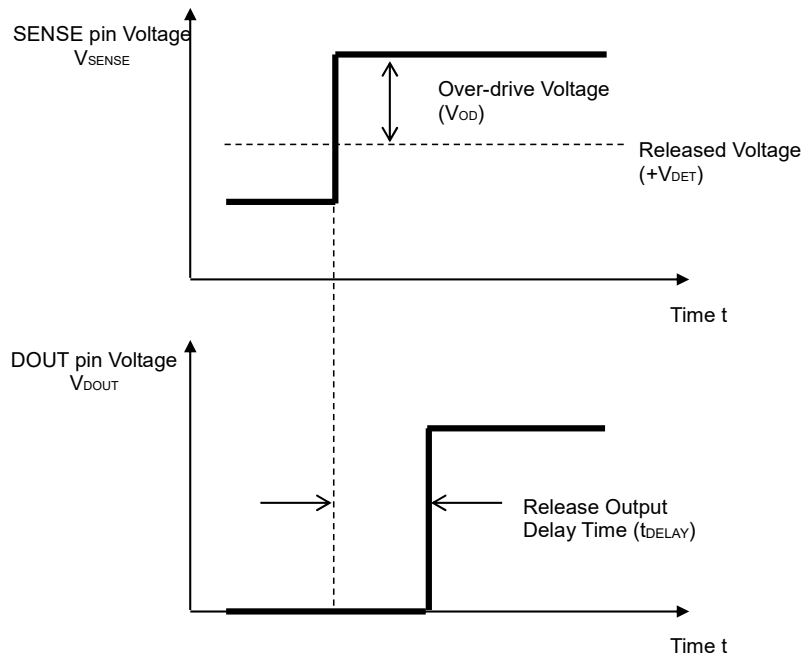 SENSE pin Voltage
VSENSE
Over-drive Voltage
(VOD)
Released Voltage
(+VDET)
Time t
DOUT pin Voltage
VDOUT
Release Output
Delay Time (tDELAY)
Time t